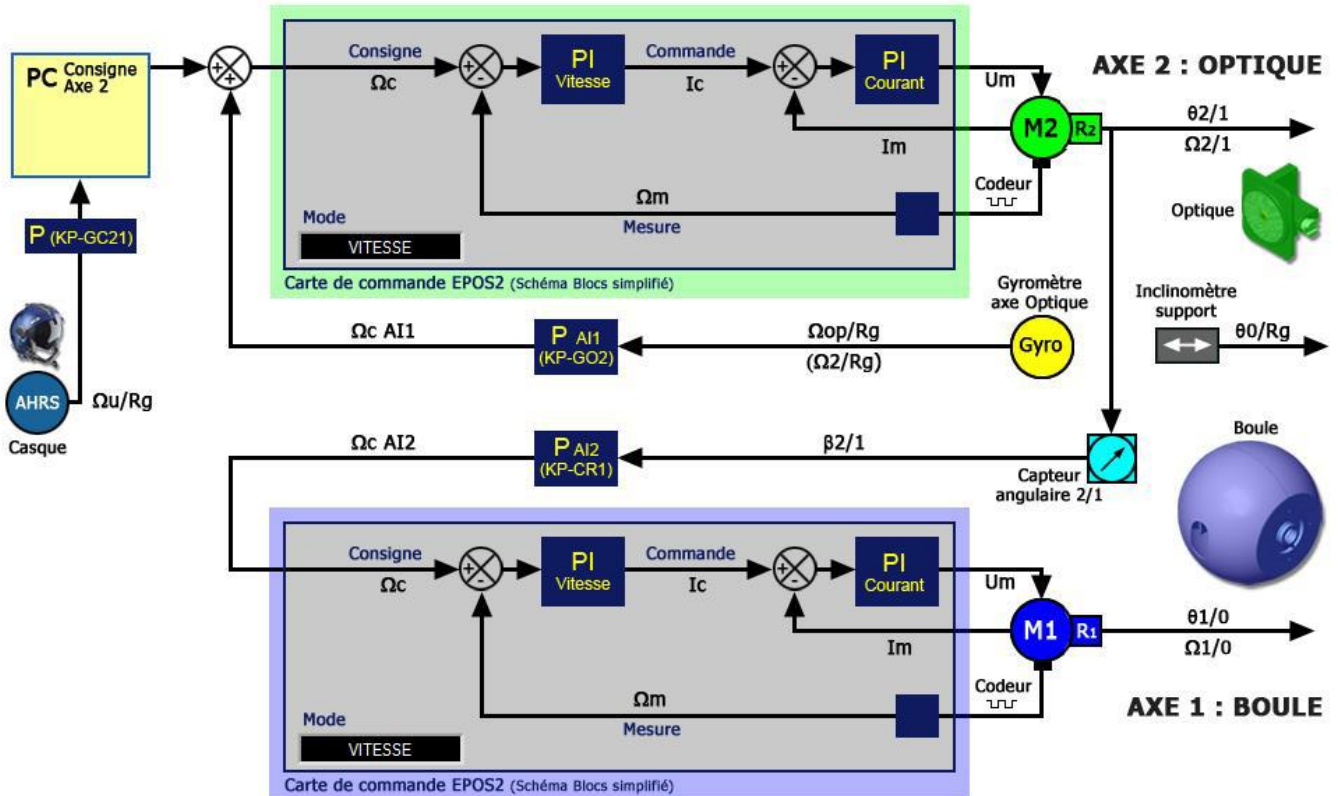 PC Consigne
Axe 2
P (KP-GC21)
AHRS
Casque
Ωu/Rg
+
+
Consigne
Ωc
+
-
PI
Vitesse
Commande
Ic
+
-
PI
Courant
Um
Im
Ωm
Mesure
Mode
VITESSE
Carte de commande EPOS2 (Schéma Blocs simplifié)
M2
R2
Codeur
AXE 2 : OPTIQUE
θ2/1
Ω2/1
Optique
Ωc AI1
P AI1
(KP-GO2)
Ωop/Rg
(Ω2/Rg)
Gyromètre
axe Optique
Gyro
Inclinomètre
support
θ0/Rg
Ωc AI2
P AI2
(KP-CR1)
β2/1
Capteur
angulaire 2/1
Boule
Consigne
Ωc
+
-
PI
Vitesse
Commande
Ic
+
-
PI
Courant
Um
Im
Ωm
Mesure
Mode
VITESSE
Carte de commande EPOS2 (Schéma Blocs simplifié)
M1
R1
Codeur
θ1/0
Ω1/0
AXE 1 : BOULE